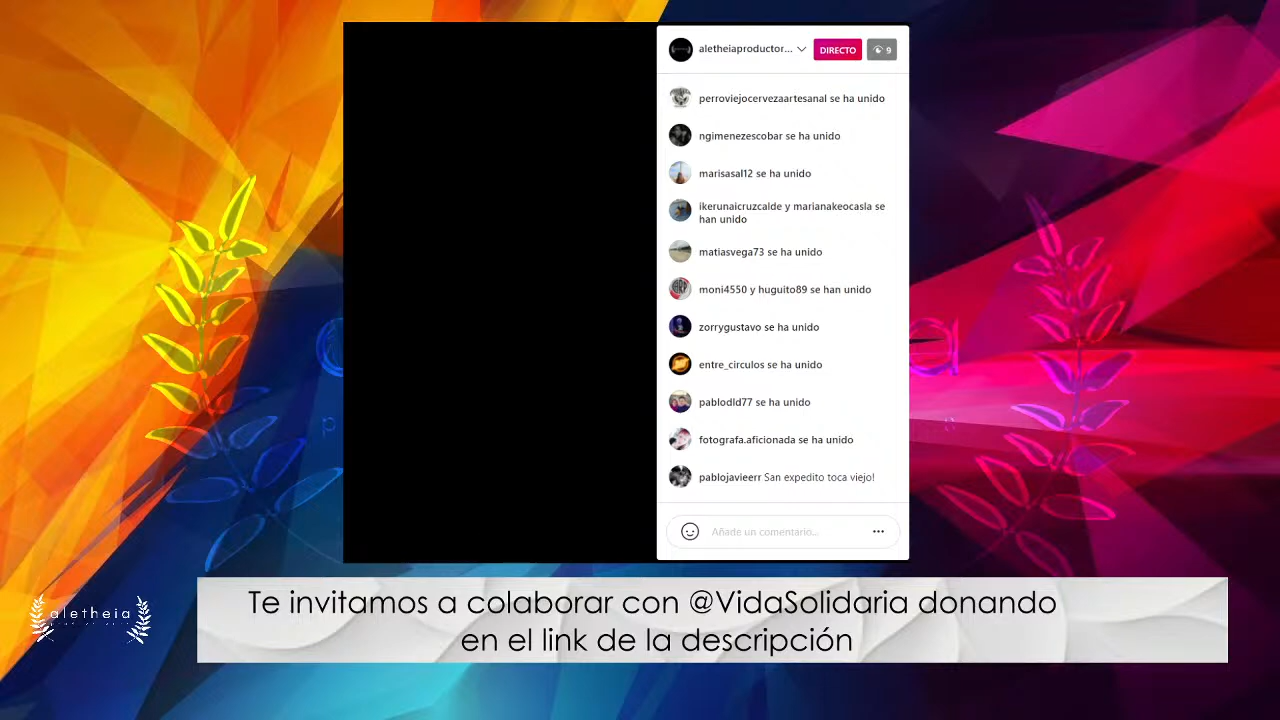 aletheiaproductor...
DIRECTO
9
perroviejocervezaartesanal se ha unido
ngimenezescobar se ha unido
marisasal12 se ha unido
ikerunaicruzcalde y marianakeocasla se
han unido
matiasvega73 se ha unido
moni4550 y huguito89 se han unido
zorrygustavo se ha unido
entre_circulos se ha unido
pablodld77 se ha unido
fotografa.aficionada se ha unido
pablojavieerr San expedito toca viejo!
Añade un comentario...
Te invitamos a colaborar con @VidaSolidaria donando
en el link de la descripción
aletheia